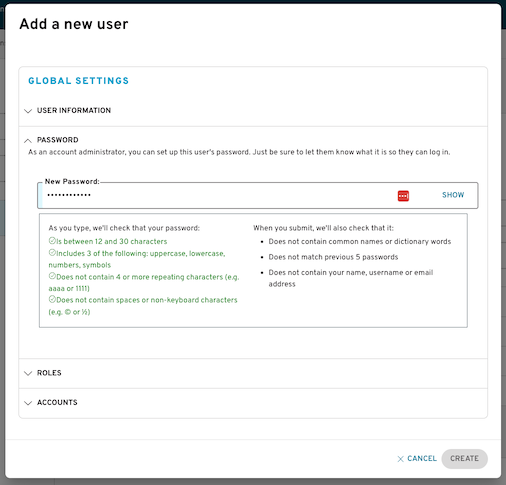 Add a new user
GLOBAL SETTINGS
USER INFORMATION
PASSWORD
As an account administrator, you can set up this user's password. Just be sure to let them know what it is so they can log in.
New Password:
••••••••••••
SHOW
As you type, we'll check that your password:
Is between 12 and 30 characters
Includes 3 of the following: uppercase, lowercase,
numbers, symbols
Does not contain 4 or more repeating characters (e.g.
aaaa or 1111)
Does not contain spaces or non-keyboard characters
(e.g. © or ½)
When you submit, we'll also check that it:
• Does not contain common names or dictionary words
• Does not match previous 5 passwords
• Does not contain your name, username or email
address
ROLES
ACCOUNTS
CANCEL
CREATE